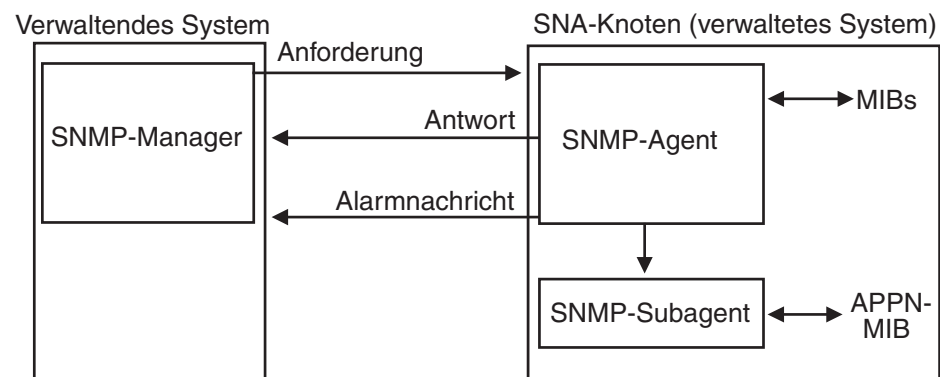 Verwaltendes System
SNA-Knoten (verwaltetes System)
Anforderung
SNMP-Manager
Antwort
SNMP-Agent
MIBs
Alarmnachricht
SNMP-Subagent
APPN-
MIB